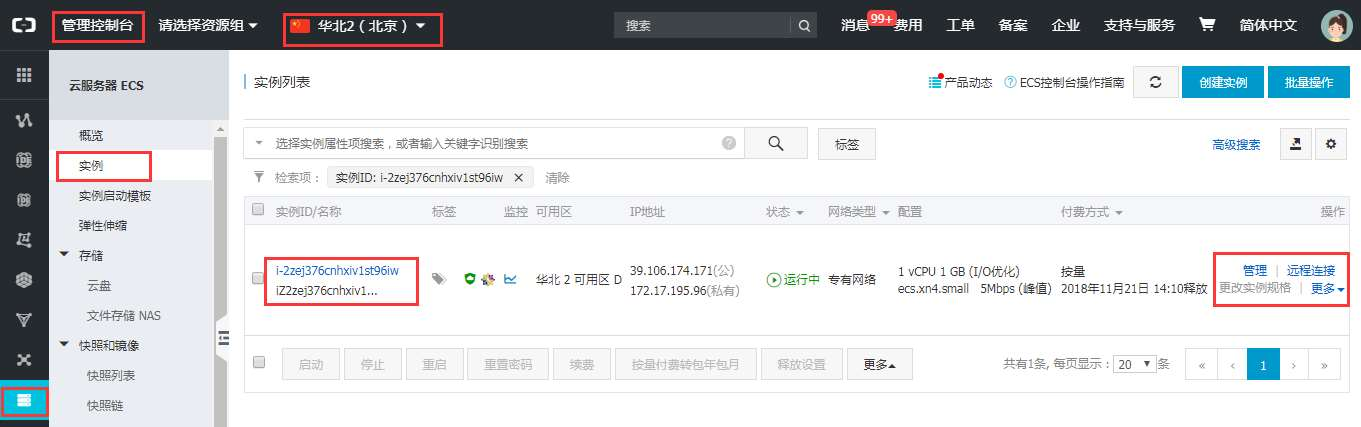 管理控制台 请选择资源组 华北2（北京） 搜索 消息 99+ 费用 工单 备案 企业 支持与服务 简体中文
云服务器 ECS
概览
实例
实例启动模板
弹性伸缩
存储
云盘
文件存储 NAS
快照和镜像
快照列表
快照链
实例列表 产品动态 ECS控制台操作指南 创建实例 批量操作
选择实例属性项搜索，或者输入关键字识别搜索 标签 高级搜索
检索项： 实例ID: i-2zej376cnhxiv1st96iw × 清除
实例ID/名称 标签 监控 可用区 IP地址 状态 网络类型 配置 付费方式 操作
i-2zej376cnhxiv1st96iw
iZ2zej376cnhxiv1...
华北 2 可用区 D
39.106.174.171(公)
172.17.195.96(私有)
运行中 专有网络
1 vCPU 1 GB (I/O优化)
ecs.xn4.small 5Mbps (峰值)
按量
2018年11月21日 14:10释放
管理 | 远程连接
更改实例规格 | 更多
启动 停止 重启 重置密码 续费 按量付费转包年包月 释放设置 更多 共有1条, 每页显示： 20 条 « ‹ 1 › »